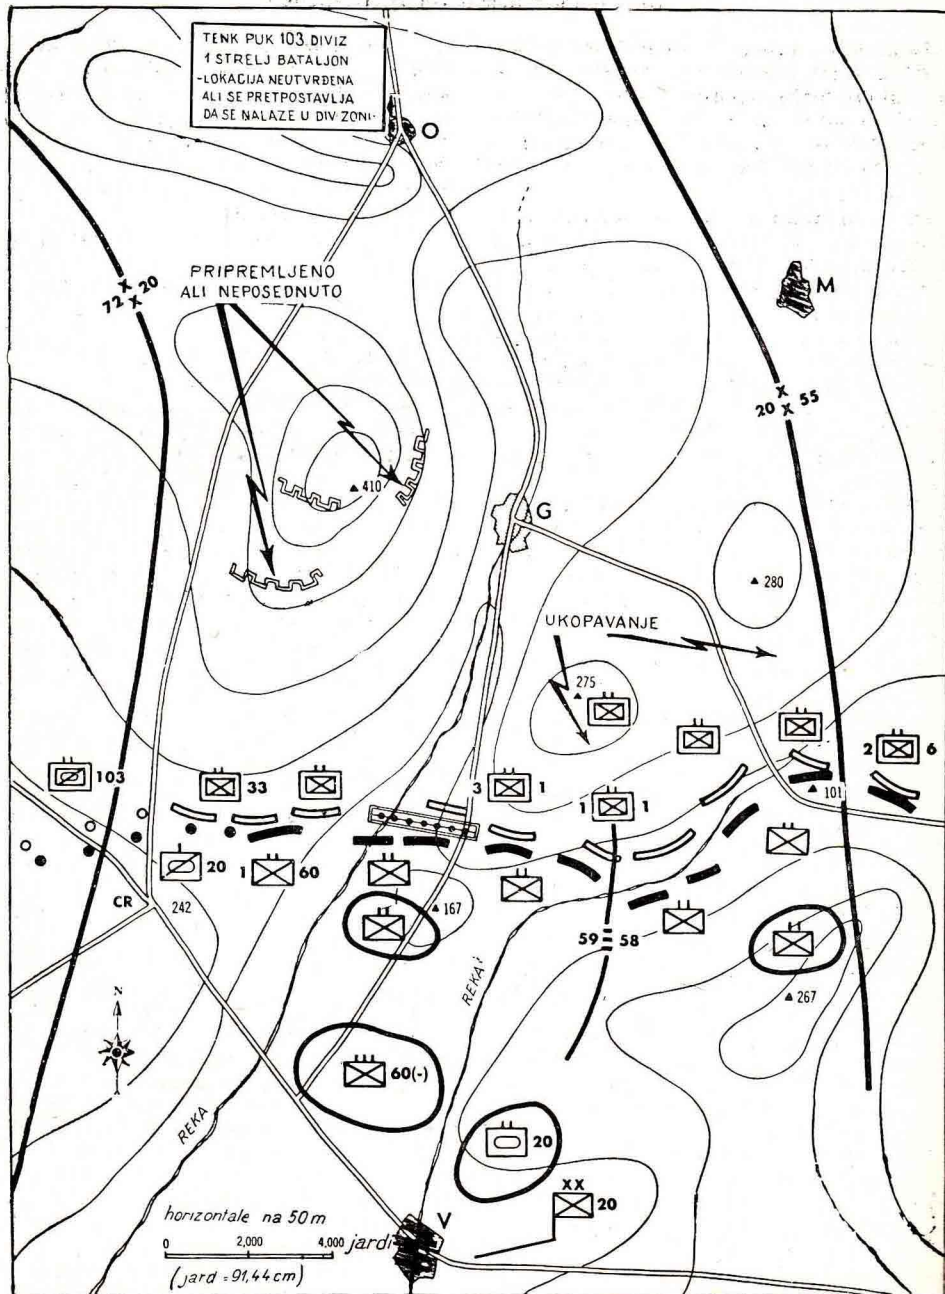 TENK PUK 103. DIVIZ
1 STRELJ BATALJON
-LOKACIJA NEUTVRĐENA
ALI SE PRETPOSTAVLJA
DA SE NALAZE U DIV. ZONI-
O
72 X X 20
PRIPREMLJENO
ALI NEPOSEDNUTO
M
20 X X 55
410
G
280
UKOPAVANJE
275
103
33
3 1
1 1
2 6
101
20
1 60
CR
242
167
59 58
267
REKA
N
60(-)
REKA
20
XX
20
V
horizontale na 50 m
0 2,000 4,000 jardi
(jard = 91,44 cm)